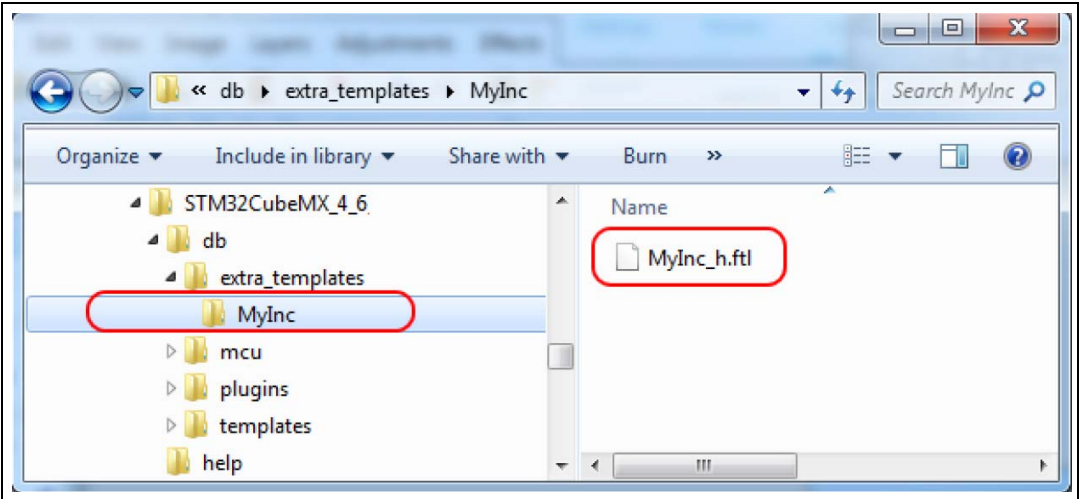 « db ▸ extra_templates ▸ MyInc
Search MyInc
Organize ▾ Include in library ▾ Share with ▾ Burn »
STM32CubeMX_4_6
db
extra_templates
MyInc
mcu
plugins
templates
help
Name
MyInc_h.ftl